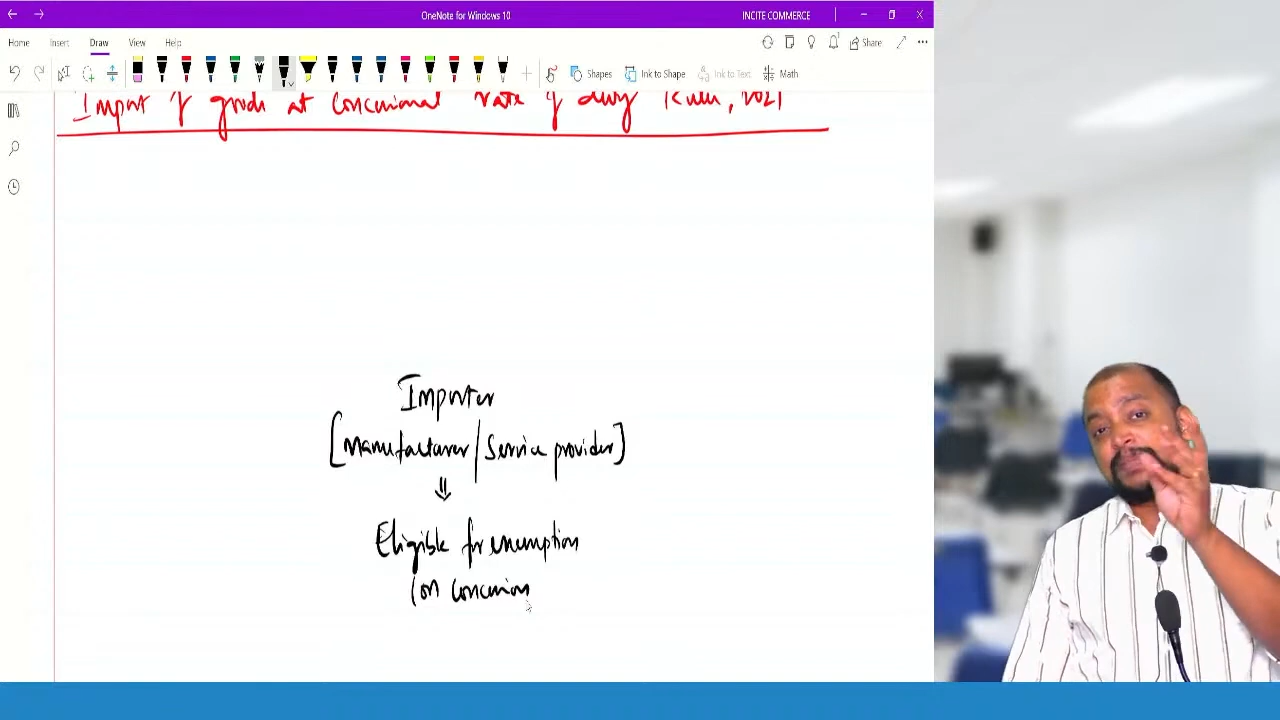 OneNote for Windows 10
INCITE COMMERCE
Home Insert Draw View Help
Share
Shapes Ink to Shape Ink to Text Math
Import of goods at Concessional rate of duty Rules, 2021
Importer
[Manufacturer/Service provider]
⇓
Eligible for exemption
(on concession